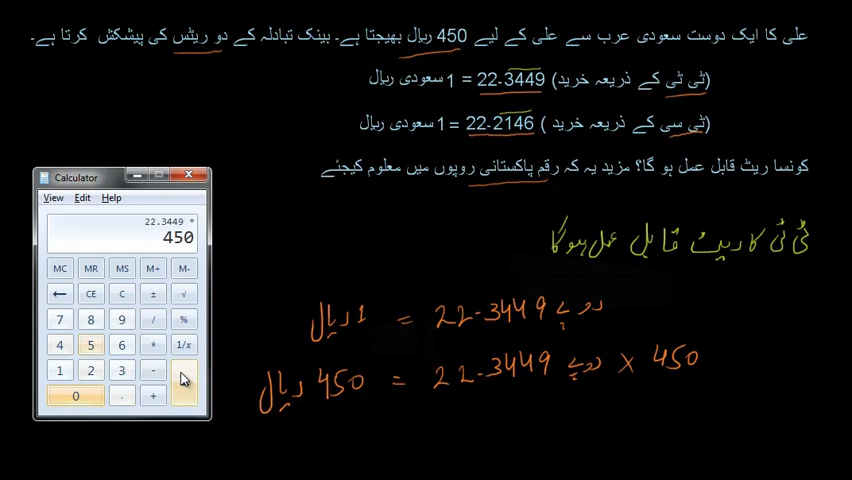 علی کا ایک دوست سعودی عرب سے علی کے لیے 450 ریال بھیجتا ہے۔ بینک تبادلہ کے دو ریٹس کی پیشکش کرتا ہے۔
(ٹی ٹی کے ذریعہ خرید) 22.3449 = 1 سعودی ریال
(ٹی سی کے ذریعہ خرید ) 22.2146 = 1 سعودی ریال
کونسا ریٹ قابل عمل ہو گا؟ مزید یہ کہ رقم پاکستانی روپوں میں معلوم کیجئے
ٹی ٹی کا ریٹ قابل عمل ہوگا
1 ریال = 22.3449 روپے
450 ریال = 22.3449 روپے × 450
Calculator
View Edit Help
22.3449 *
450
MC MR MS M+ M-
← CE C ± √
7 8 9 / %
4 5 6 * 1/x
1 2 3 -
0 . +